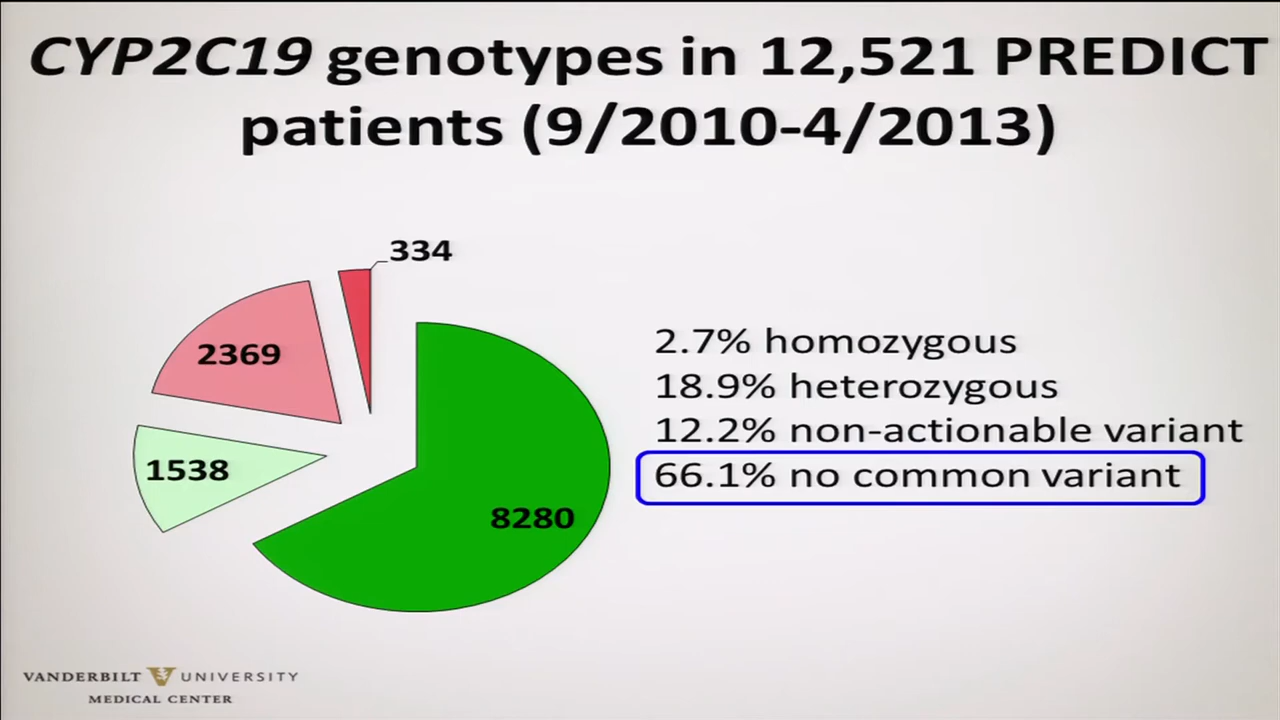 CYP2C19 genotypes in 12,521 PREDICT
patients (9/2010-4/2013)
334
2369
1538
8280
2.7% homozygous
18.9% heterozygous
12.2% non-actionable variant
66.1% no common variant
VANDERBILT UNIVERSITY
MEDICAL CENTER